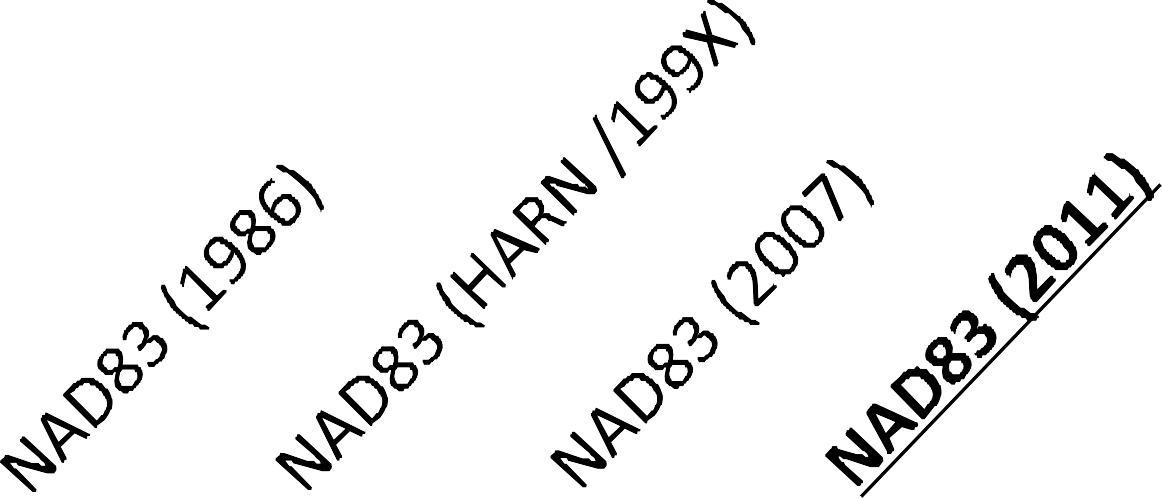 NAD83 (1986)
NAD83 (HARN /199X)
NAD83 (2007)
NAD83 (2011)